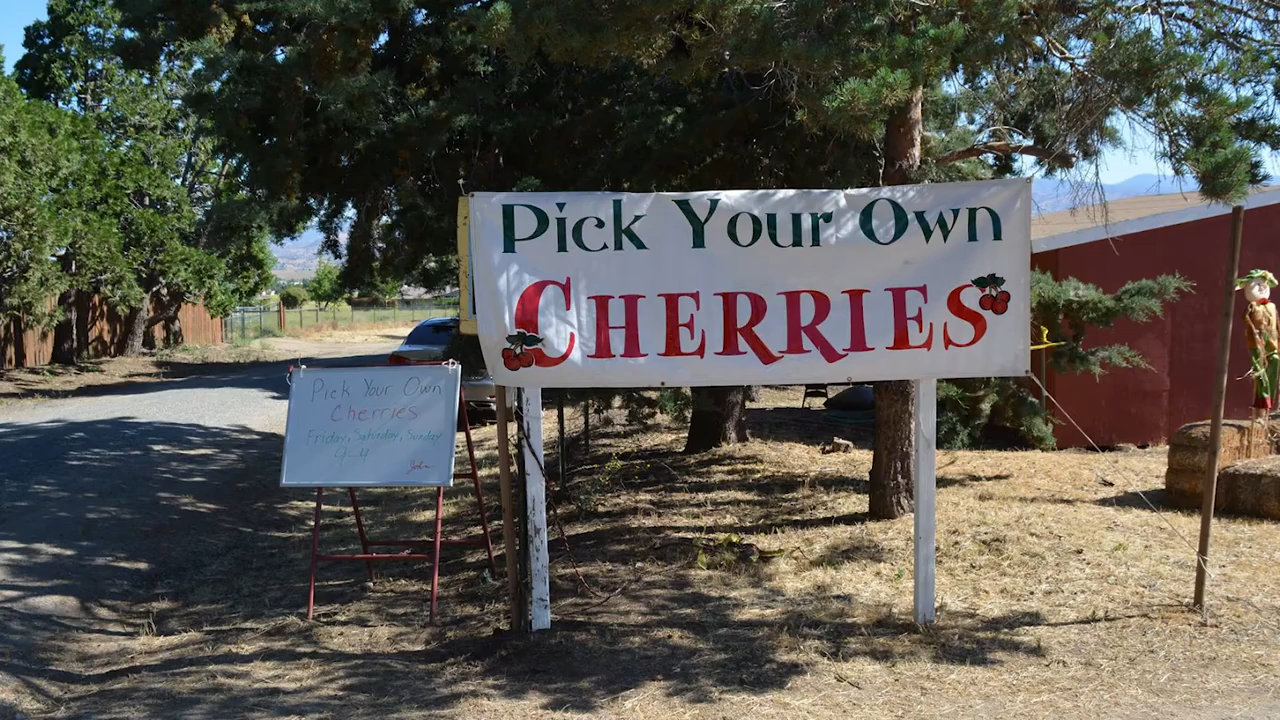 Pick Your Own
CHERRIES
Pick Your Own
Cherries
Friday, Saturday, Sunday
9-4